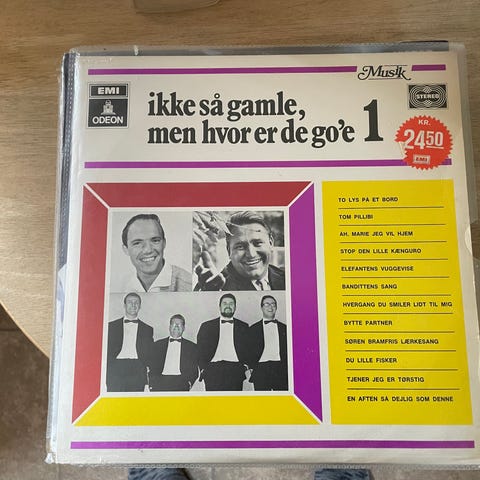 EMI
ODEON
Musik
STEREO
ikke så gamle,
men hvor er de go'e 1
KR.
2450
EMI
TO LYS PÅ ET BORD
TOM PILLIBI
AH, MARIE JEG VIL HJEM
STOP DEN LILLE KÆNGURO
ELEFANTENS VUGGEVISE
BANDITTENS SANG
HVERGANG DU SMILER LIDT TIL MIG
BYTTE PARTNER
SØREN BRAMFRIS LÆRKESANG
DU LILLE FISKER
TJENER JEG ER TØRSTIG
EN AFTEN SÅ DEJLIG SOM DENNE